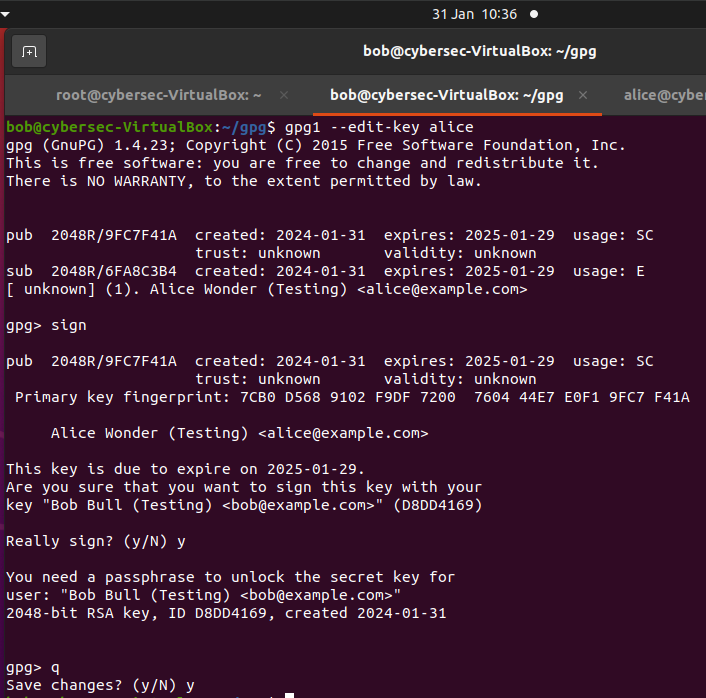 31 Jan 10:36
bob@cybersec-VirtualBox: ~/gpg
root@cybersec-VirtualBox: ~ × bob@cybersec-VirtualBox: ~/gpg × alice@cybe
bob@cybersec-VirtualBox:~/gpg$ gpg1 --edit-key alice
gpg (GnuPG) 1.4.23; Copyright (C) 2015 Free Software Foundation, Inc.
This is free software: you are free to change and redistribute it.
There is NO WARRANTY, to the extent permitted by law.
pub  2048R/9FC7F41A  created: 2024-01-31  expires: 2025-01-29  usage: SC
trust: unknown       validity: unknown
sub  2048R/6FA8C3B4  created: 2024-01-31  expires: 2025-01-29  usage: E
[ unknown] (1). Alice Wonder (Testing) <alice@example.com>
gpg> sign
pub  2048R/9FC7F41A  created: 2024-01-31  expires: 2025-01-29  usage: SC
trust: unknown       validity: unknown
Primary key fingerprint: 7CB0 D568 9102 F9DF 7200  7604 44E7 E0F1 9FC7 F41A
Alice Wonder (Testing) <alice@example.com>
This key is due to expire on 2025-01-29.
Are you sure that you want to sign this key with your
key "Bob Bull (Testing) <bob@example.com>" (D8DD4169)
Really sign? (y/N) y
You need a passphrase to unlock the secret key for
user: "Bob Bull (Testing) <bob@example.com>"
2048-bit RSA key, ID D8DD4169, created 2024-01-31
gpg> q
Save changes? (y/N) y